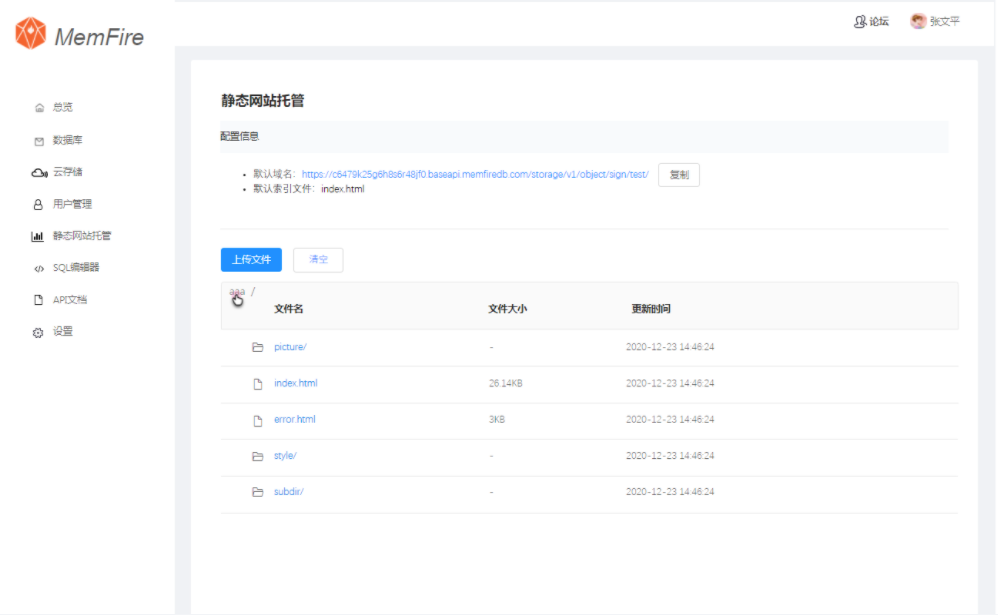 MemFire
论坛
张文平
总览
数据库
云存储
用户管理
静态网站托管
SQL编辑器
API文档
设置
静态网站托管
配置信息
默认域名: https://c6479k25g6h8s6r48jf0.baseapi.memfiredb.com/storage/v1/object/sign/test/ 复制
默认索引文件: index.html
上传文件 清空
aaa /
文件名 文件大小 更新时间
picture/ - 2020-12-23 14:46:24
index.html 26.14KB 2020-12-23 14:46:24
error.html 3KB 2020-12-23 14:46:24
style/ - 2020-12-23 14:46:24
subdir/ - 2020-12-23 14:46:24